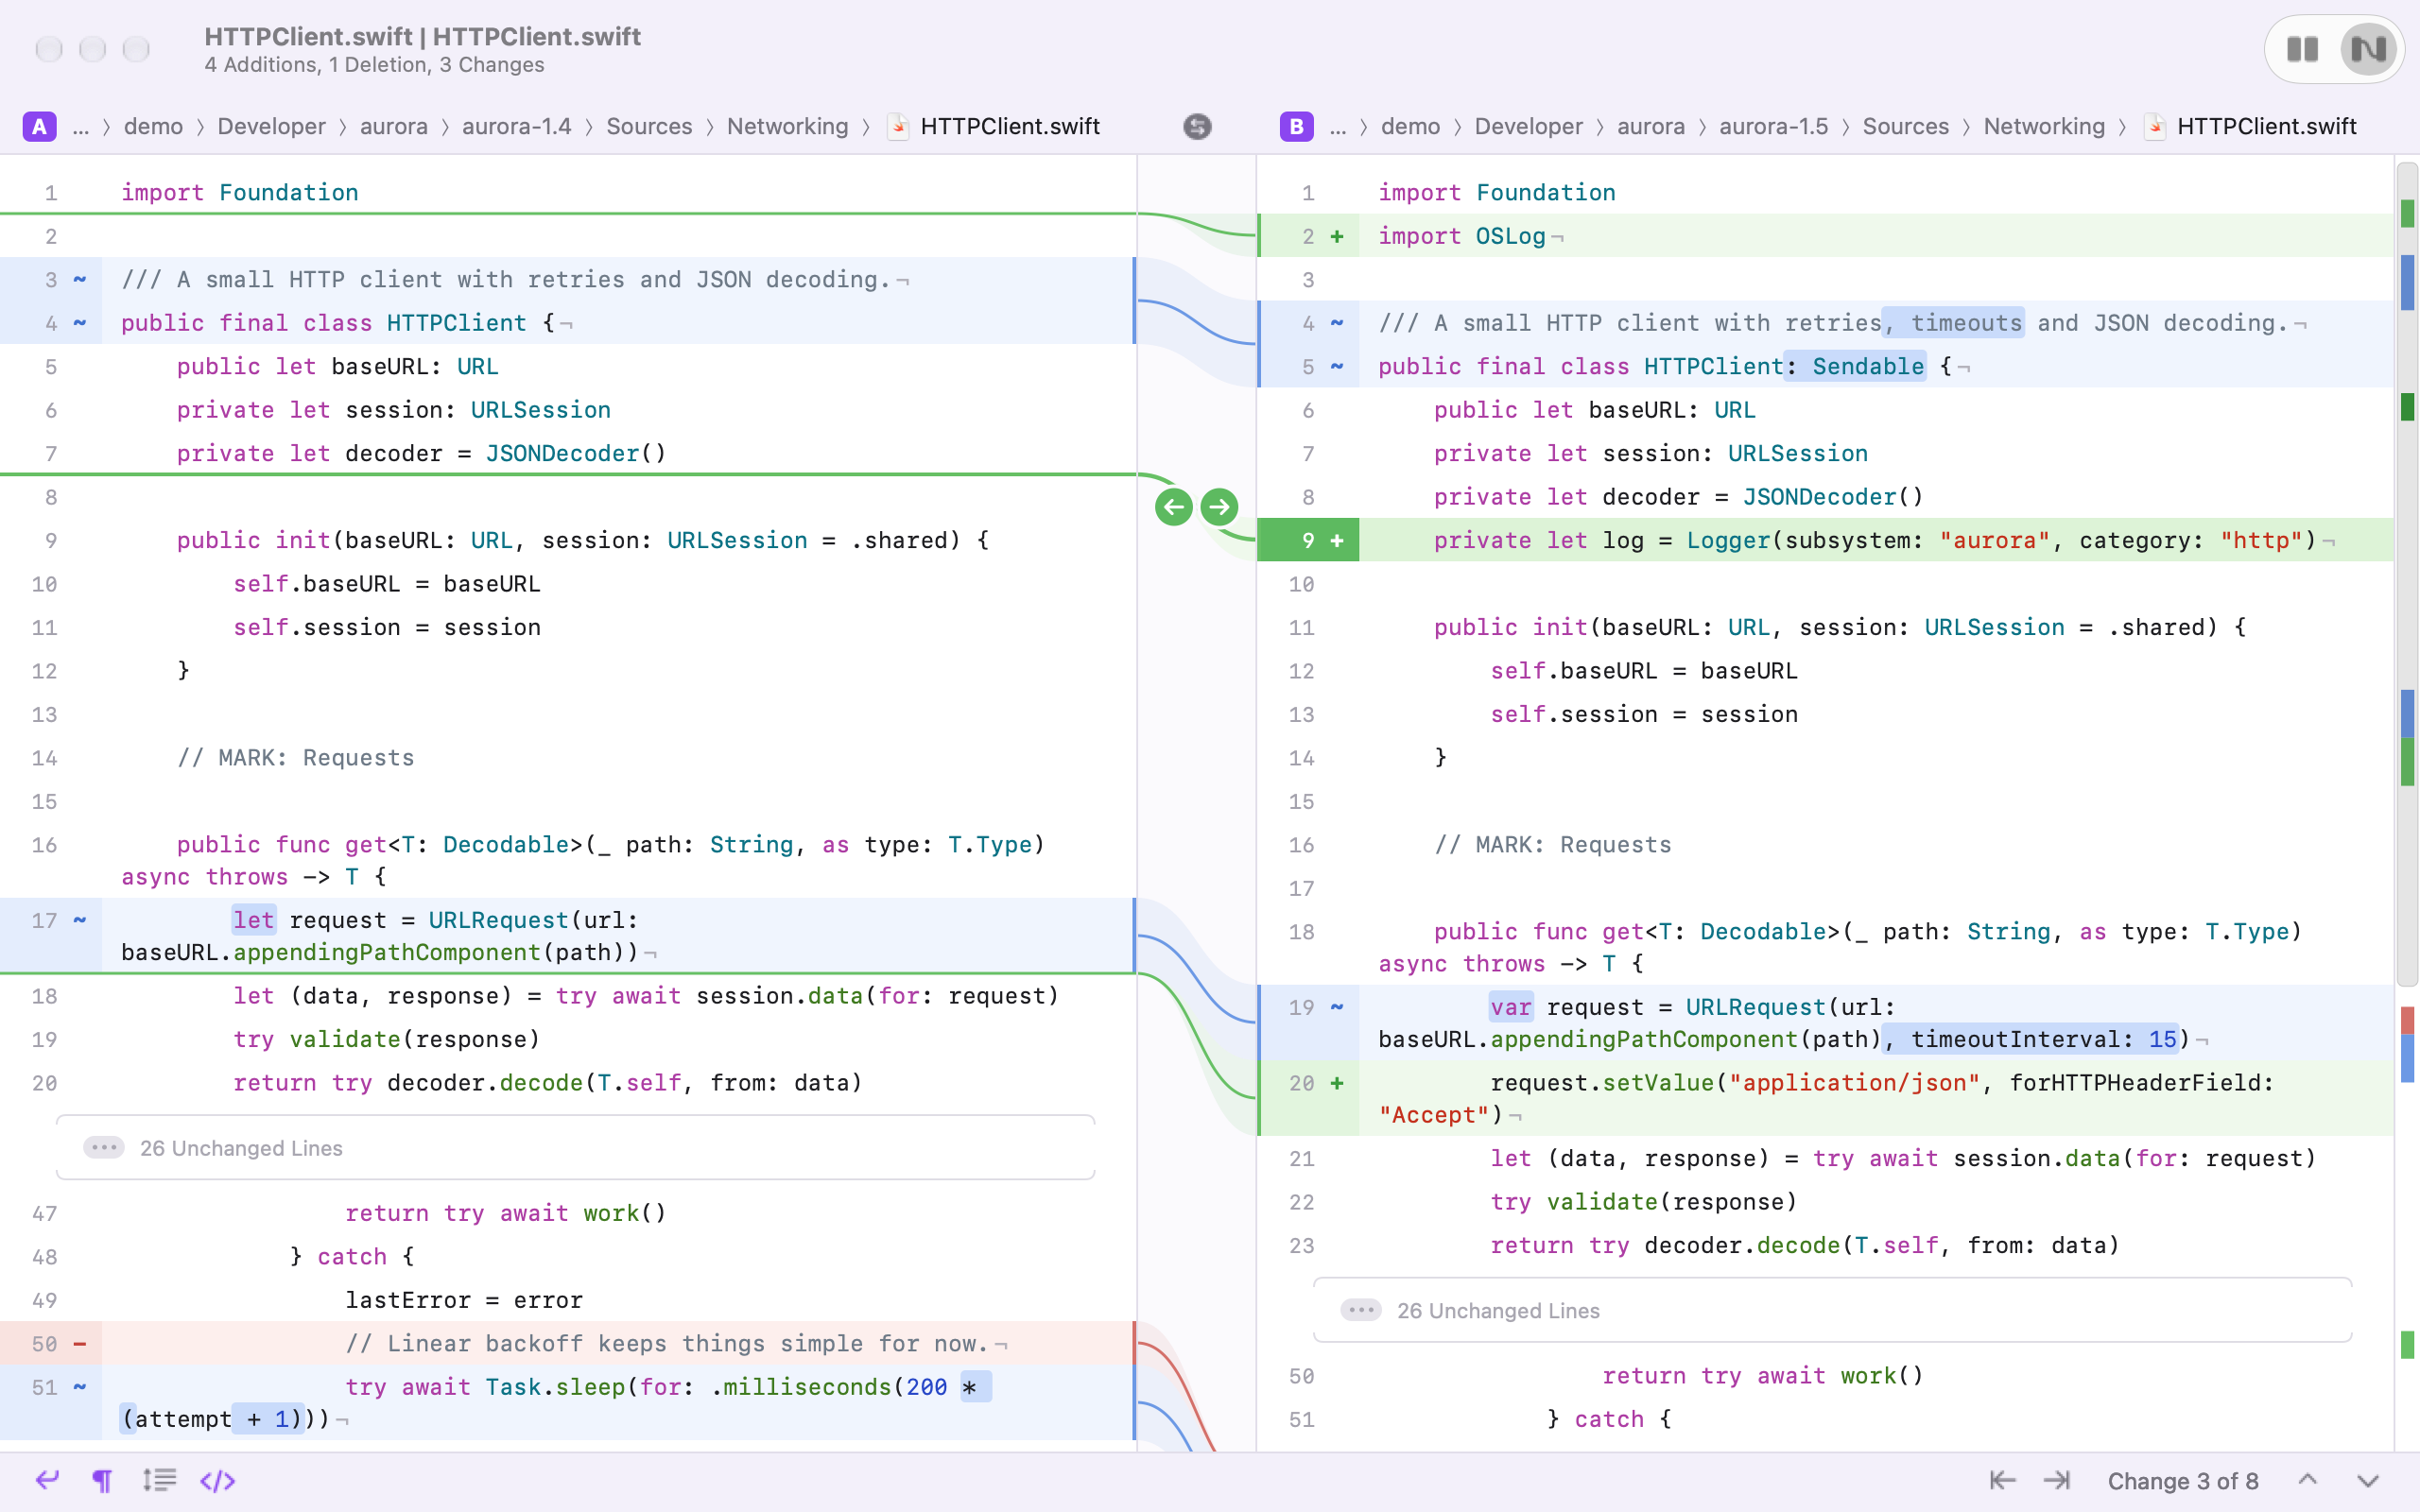 HTTPClient.swift | HTTPClient.swift
4 Additions, 1 Deletion, 3 Changes
A ... 〉 demo 〉 Developer 〉 aurora 〉 aurora-1.4 〉 Sources 〉 Networking 〉 HTTPClient.swift
1 import Foundation
2
3 ~ /// A small HTTP client with retries and JSON decoding.¬
4 ~ public final class HTTPClient {¬
5 public let baseURL: URL
6 private let session: URLSession
7 private let decoder = JSONDecoder()
8
9 public init(baseURL: URL, session: URLSession = .shared) {
10 self.baseURL = baseURL
11 self.session = session
12 }
13
14 // MARK: Requests
15
16 public func get<T: Decodable>(_ path: String, as type: T.Type)
async throws -> T {
17 ~ let request = URLRequest(url:
baseURL.appendingPathComponent(path))¬
18 let (data, response) = try await session.data(for: request)
19 try validate(response)
20 return try decoder.decode(T.self, from: data)
26 Unchanged Lines
47 return try await work()
48 } catch {
49 lastError = error
50 − // Linear backoff keeps things simple for now.¬
51 ~ try await Task.sleep(for: .milliseconds(200 *
(attempt + 1)))¬
B ... 〉 demo 〉 Developer 〉 aurora 〉 aurora-1.5 〉 Sources 〉 Networking 〉 HTTPClient.swift
1 import Foundation
2 + import OSLog¬
3
4 ~ /// A small HTTP client with retries, timeouts and JSON decoding.¬
5 ~ public final class HTTPClient: Sendable {¬
6 public let baseURL: URL
7 private let session: URLSession
8 private let decoder = JSONDecoder()
9 + private let log = Logger(subsystem: "aurora", category: "http")¬
10
11 public init(baseURL: URL, session: URLSession = .shared) {
12 self.baseURL = baseURL
13 self.session = session
14 }
15
16 // MARK: Requests
17
18 public func get<T: Decodable>(_ path: String, as type: T.Type)
async throws -> T {
19 ~ var request = URLRequest(url:
baseURL.appendingPathComponent(path), timeoutInterval: 15)¬
20 + request.setValue("application/json", forHTTPHeaderField:
"Accept")¬
21 let (data, response) = try await session.data(for: request)
22 try validate(response)
23 return try decoder.decode(T.self, from: data)
26 Unchanged Lines
50 return try await work()
51 } catch {
Change 3 of 8